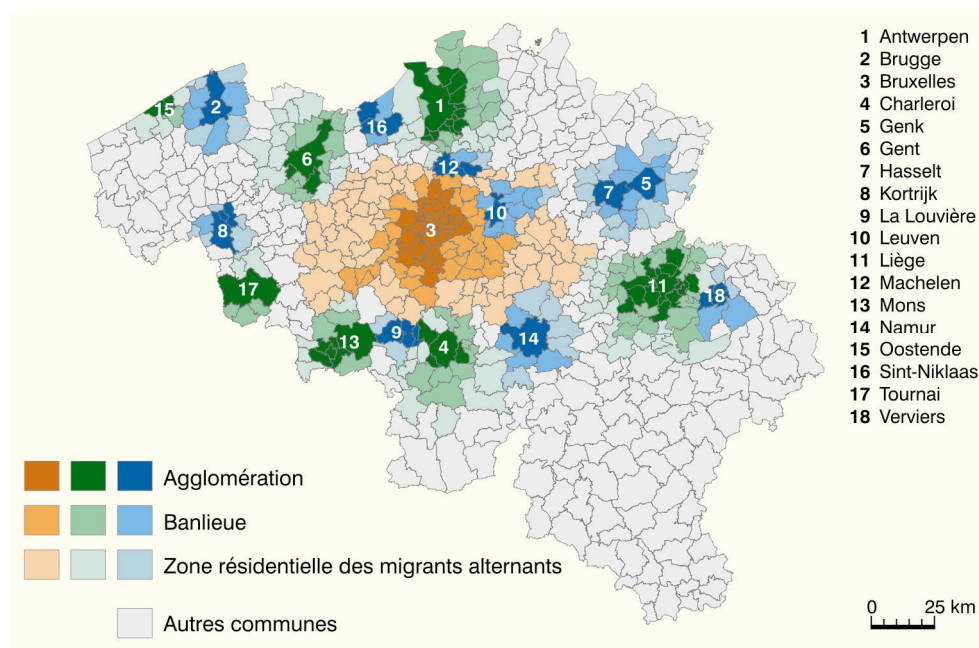 1 Antwerpen
2 Brugge
3 Bruxelles
4 Charleroi
5 Genk
6 Gent
7 Hasselt
8 Kortrijk
9 La Louvière
10 Leuven
11 Liège
12 Machelen
13 Mons
14 Namur
15 Oostende
16 Sint-Niklaas
17 Tournai
18 Verviers
15
2
16
1
6
12
7
5
10
3
8
17
11
18
13
9
4
14
Agglomération
Banlieue
Zone résidentielle des migrants alternants
Autres communes
0 25 km